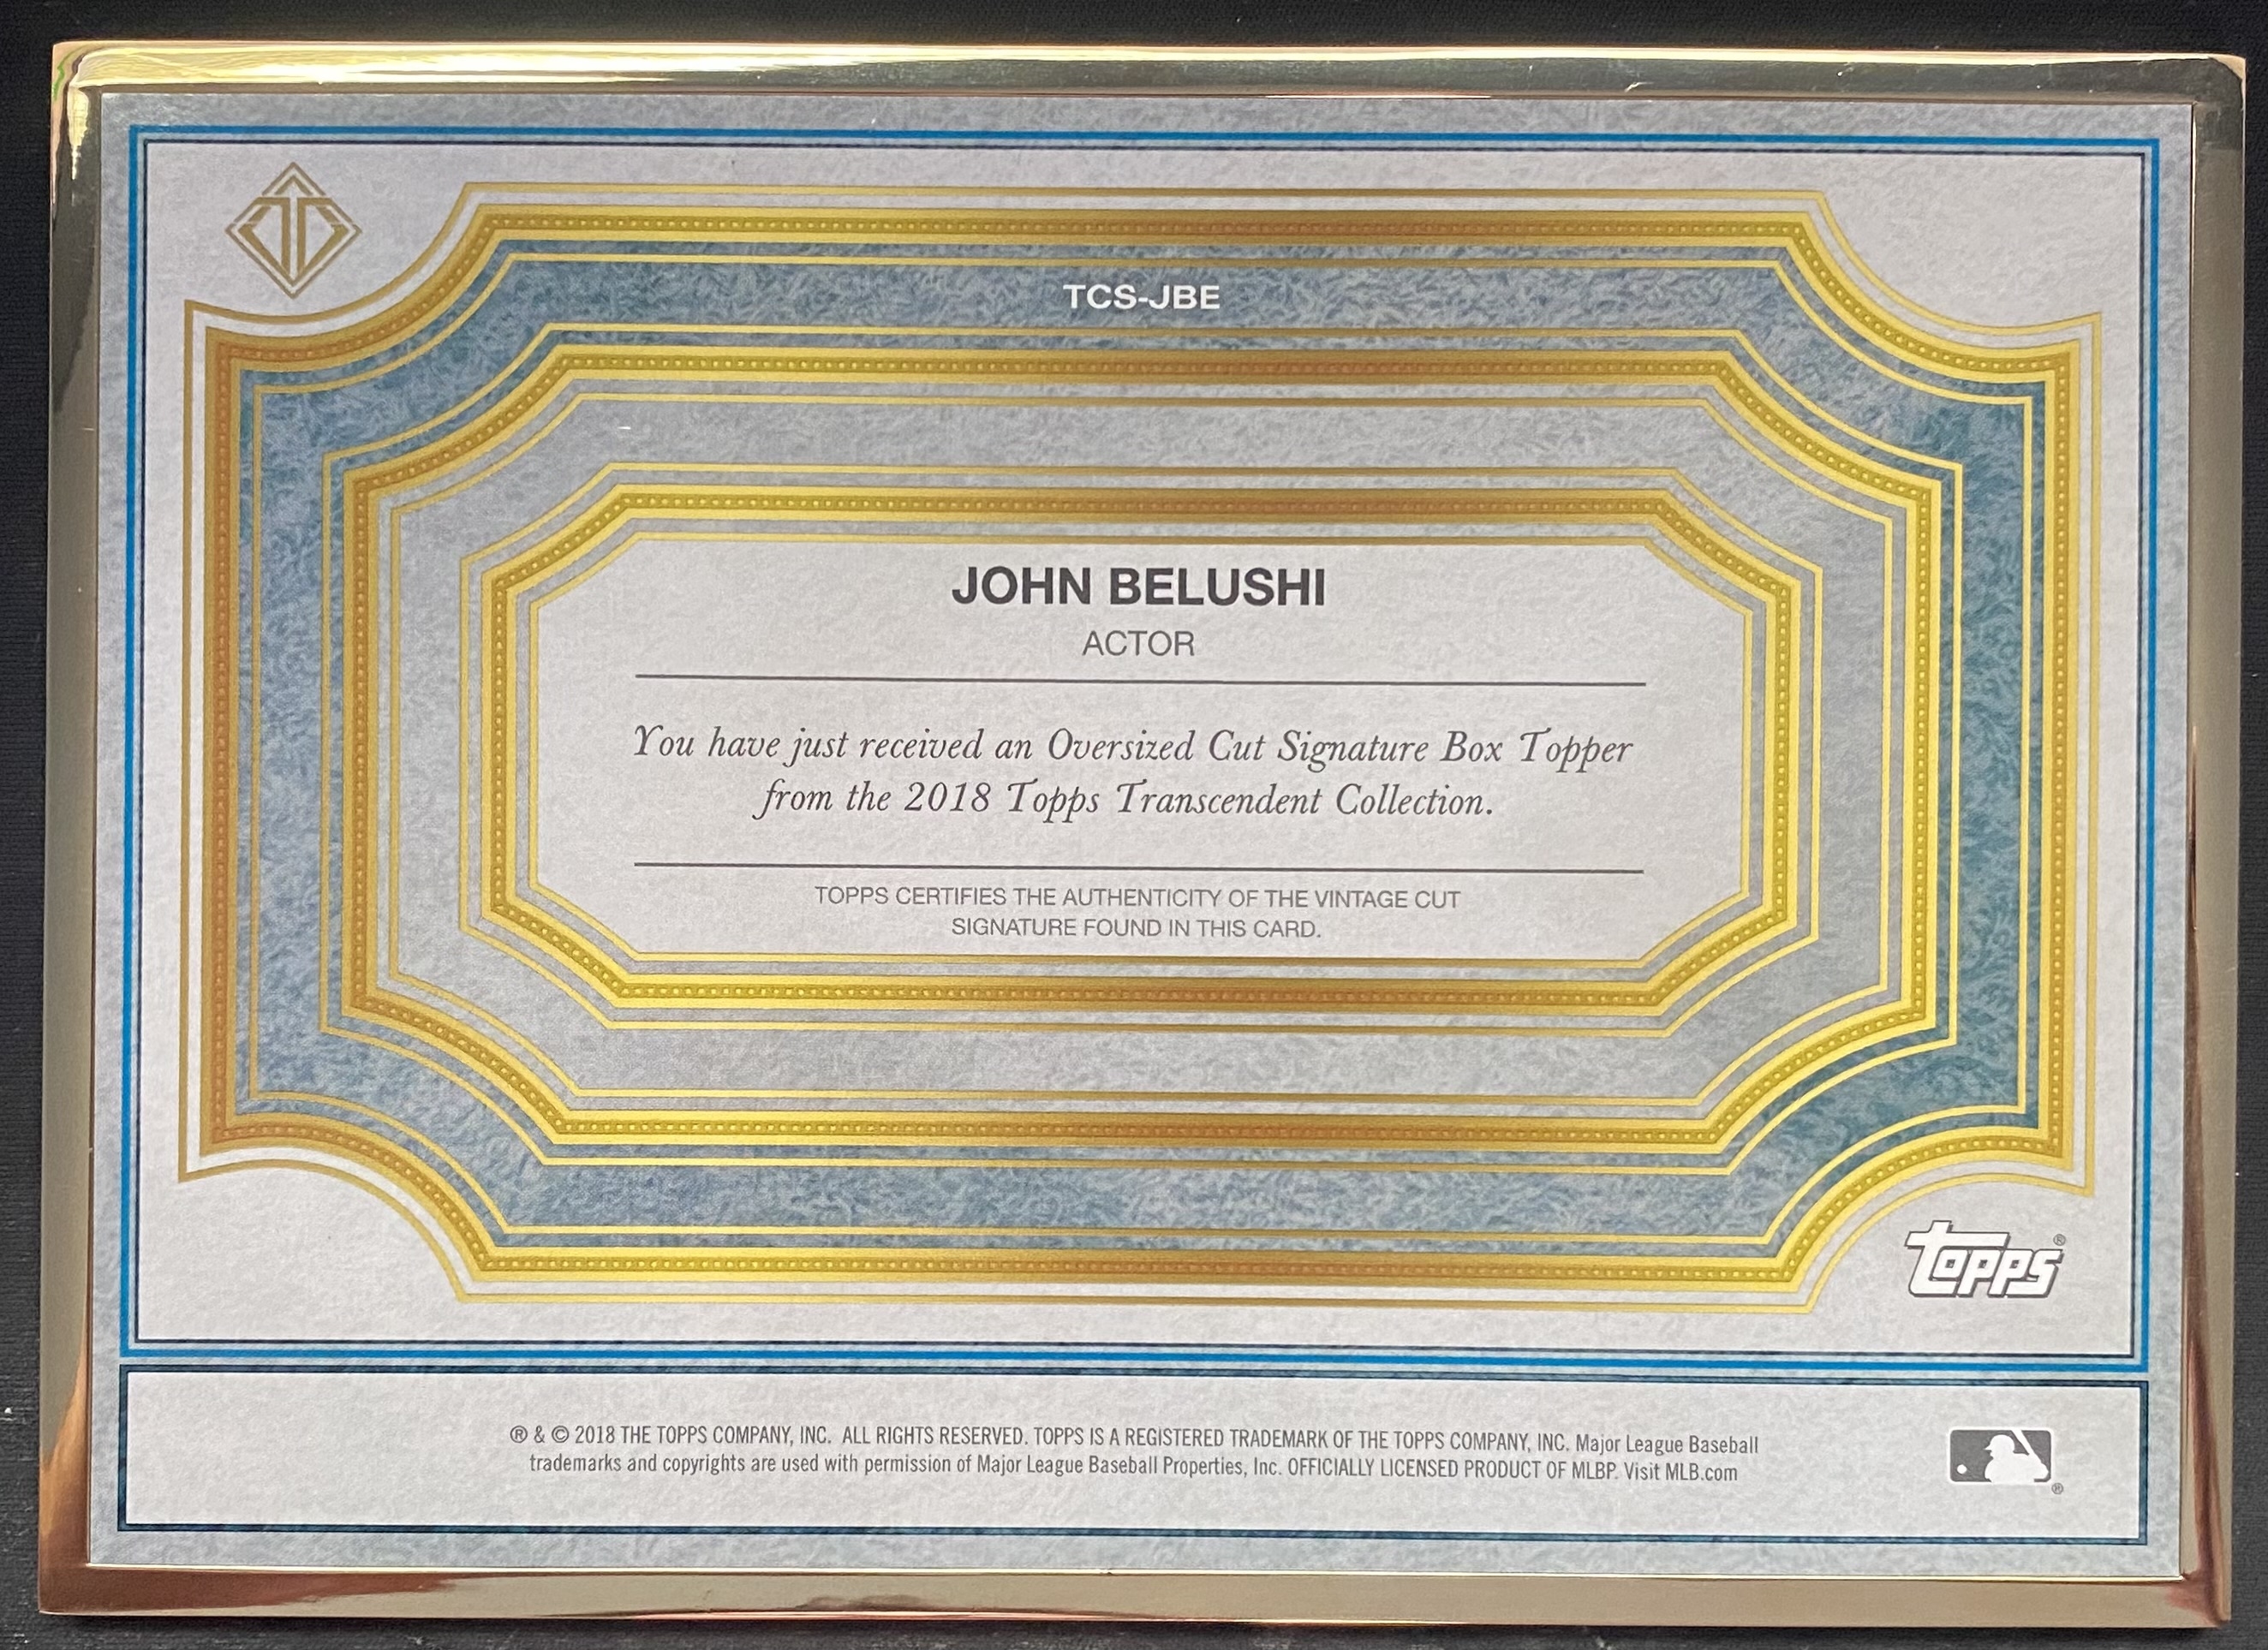 TCS-JBE
JOHN BELUSHI
ACTOR
You have just received an Oversized Cut Signature Box Topper
from the 2018 Topps Transcendent Collection.
TOPPS CERTIFIES THE AUTHENTICITY OF THE VINTAGE CUT
SIGNATURE FOUND IN THIS CARD.
topps®
® & © 2018 THE TOPPS COMPANY, INC. ALL RIGHTS RESERVED. TOPPS IS A REGISTERED TRADEMARK OF THE TOPPS COMPANY, INC. Major League Baseball
trademarks and copyrights are used with permission of Major League Baseball Properties, Inc. OFFICIALLY LICENSED PRODUCT OF MLBP. Visit MLB.com
®